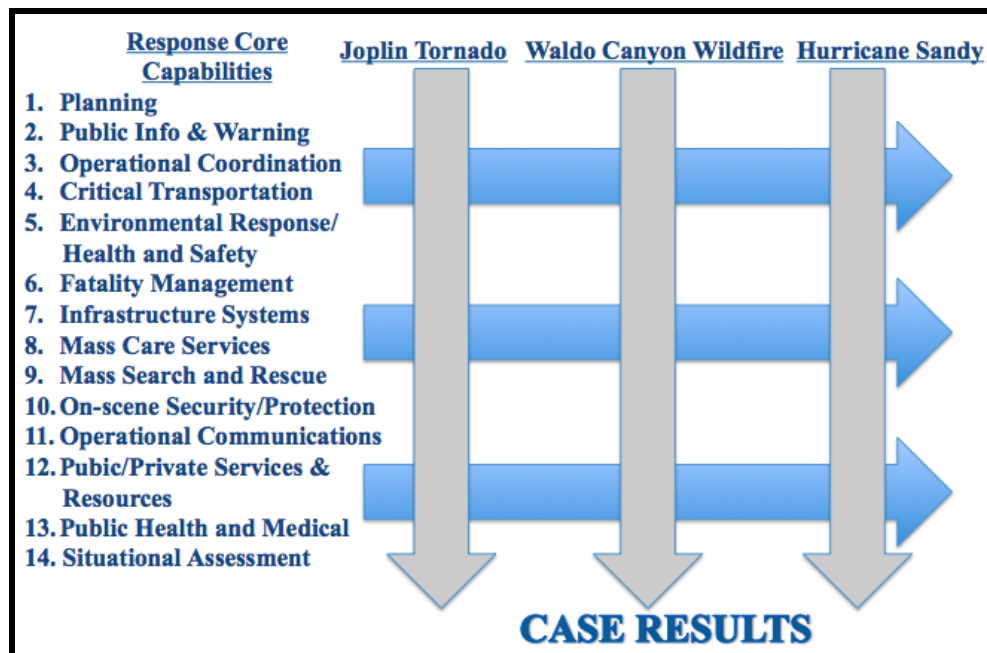 Response Core
Capabilities
Joplin Tornado Waldo Canyon Wildfire Hurricane Sandy
1. Planning
2. Public Info & Warning
3. Operational Coordination
4. Critical Transportation
5. Environmental Response/
Health and Safety
6. Fatality Management
7. Infrastructure Systems
8. Mass Care Services
9. Mass Search and Rescue
10. On-scene Security/Protection
11. Operational Communications
12. Pubic/Private Services &
Resources
13. Public Health and Medical
14. Situational Assessment
CASE RESULTS